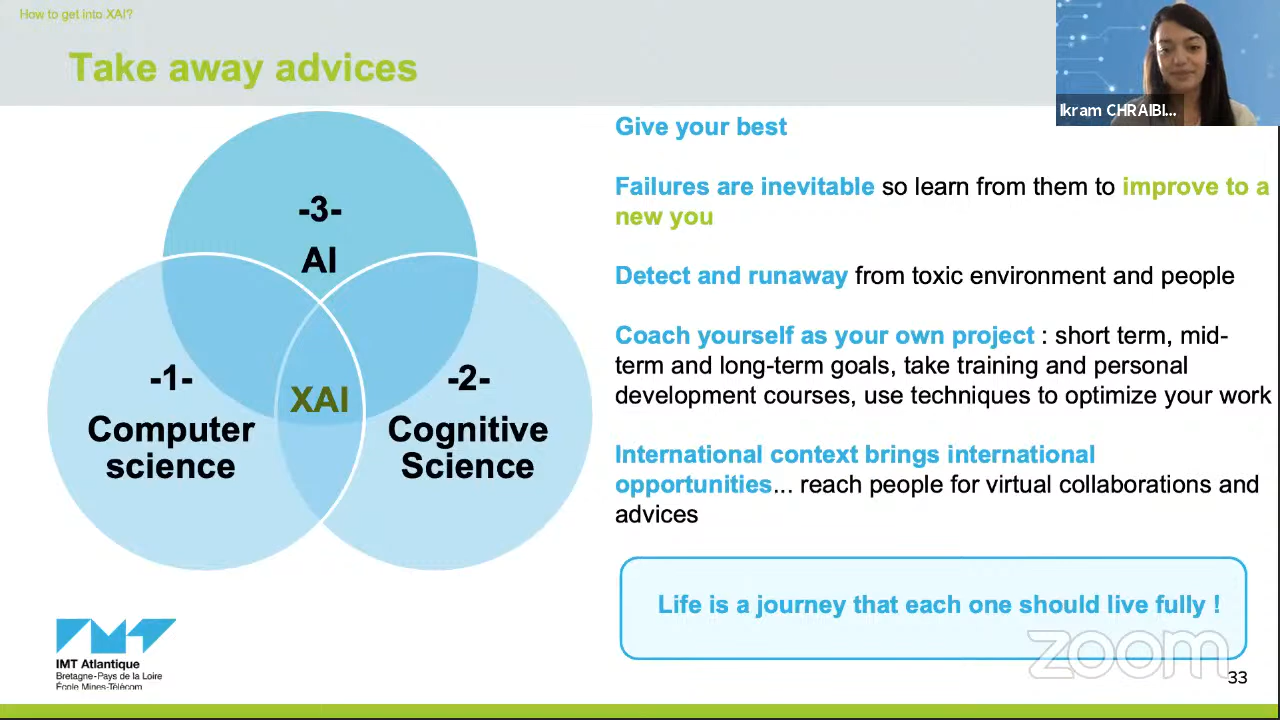 How to get into XAI?
Take away advices
Ikram CHRAIBI...
-3-
AI
-1-
Computer
science
XAI
-2-
Cognitive
Science
Give your best
Failures are inevitable so learn from them to improve to a
new you
Detect and runaway from toxic environment and people
Coach yourself as your own project : short term, mid-
term and long-term goals, take training and personal
development courses, use techniques to optimize your work
International context brings international
opportunities... reach people for virtual collaborations and
advices
Life is a journey that each one should live fully !
zoom
IMT
IMT Atlantique
Bretagne-Pays de la Loire
École Mines-Télécom
33